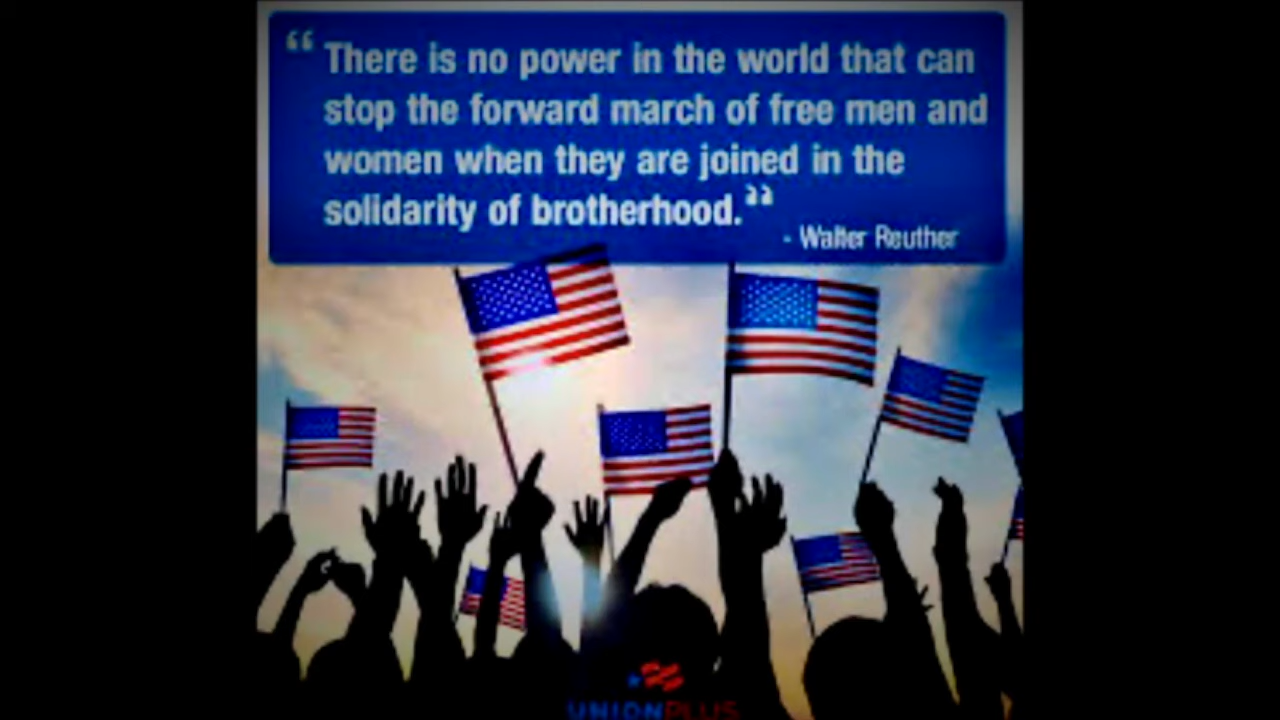 “ There is no power in the world that can
stop the forward march of free men and
women when they are joined in the
solidarity of brotherhood.”
- Walter Reuther
UNIONPLUS